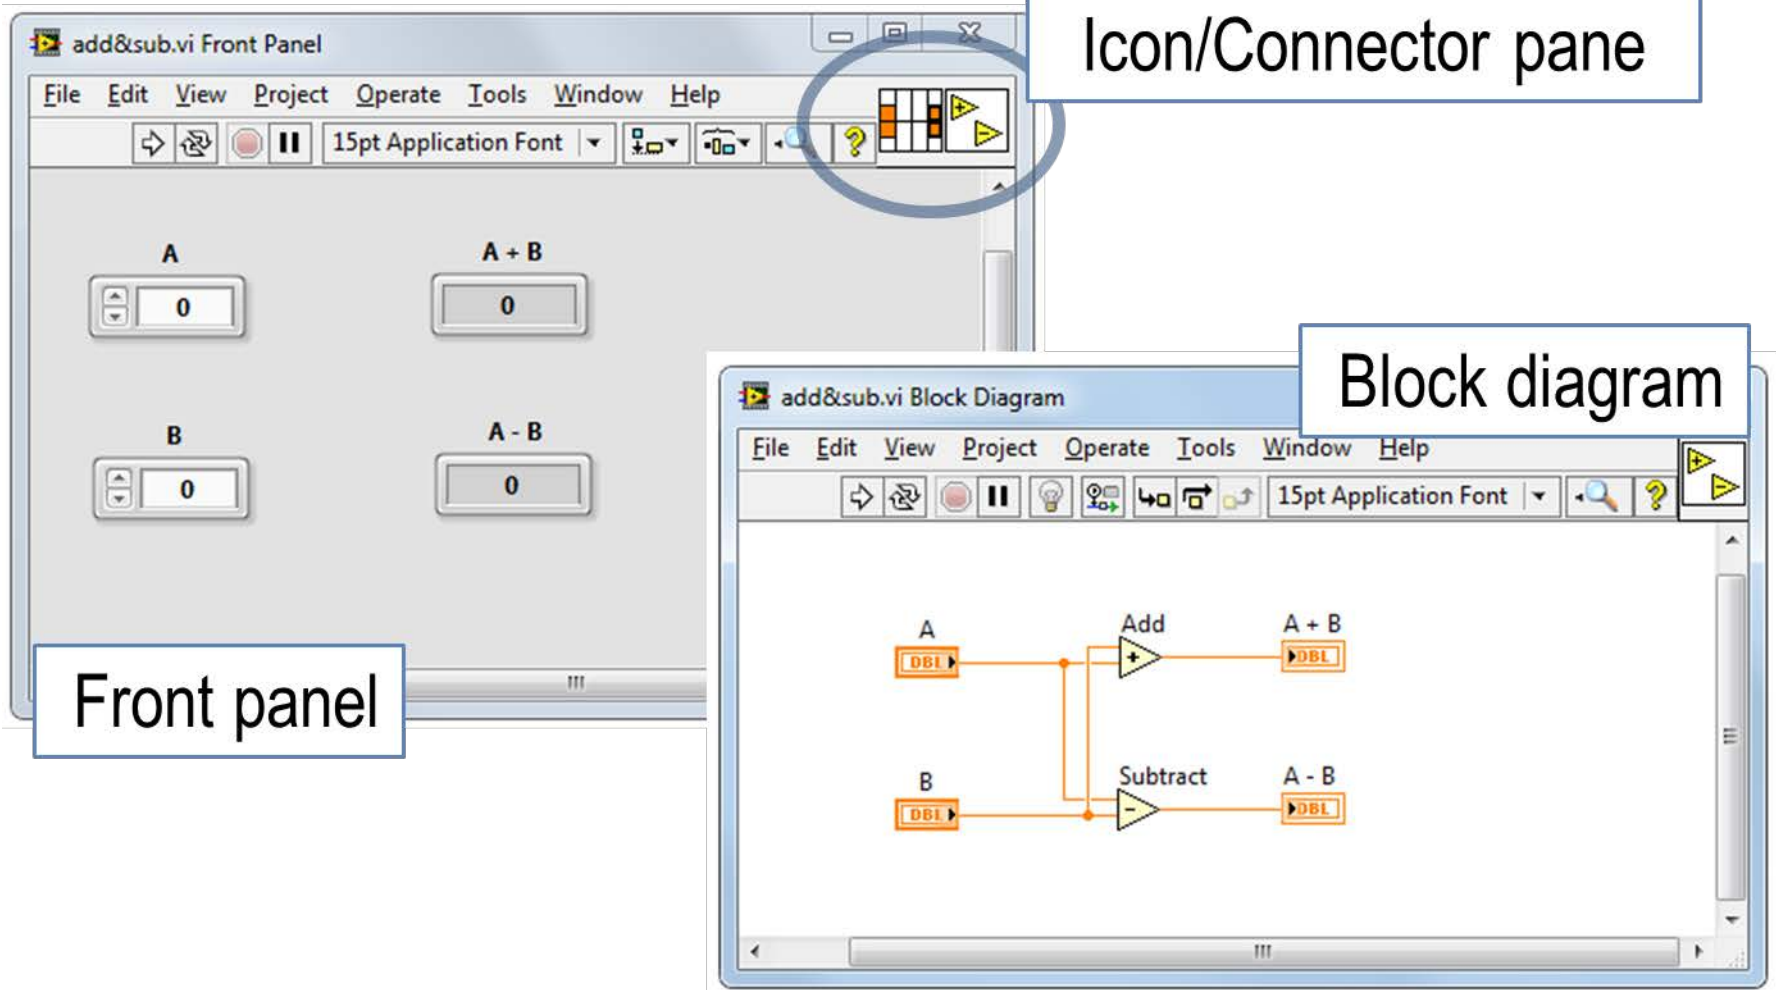 Icon/Connector pane
add&sub.vi Front Panel
File Edit View Project Operate Tools Window Help
15pt Application Font
A
0
A + B
0
B
0
A - B
0
Front panel
Block diagram
add&sub.vi Block Diagram
File Edit View Project Operate Tools Window Help
15pt Application Font
A
DBL
Add
A + B
DBL
B
DBL
Subtract
A - B
DBL